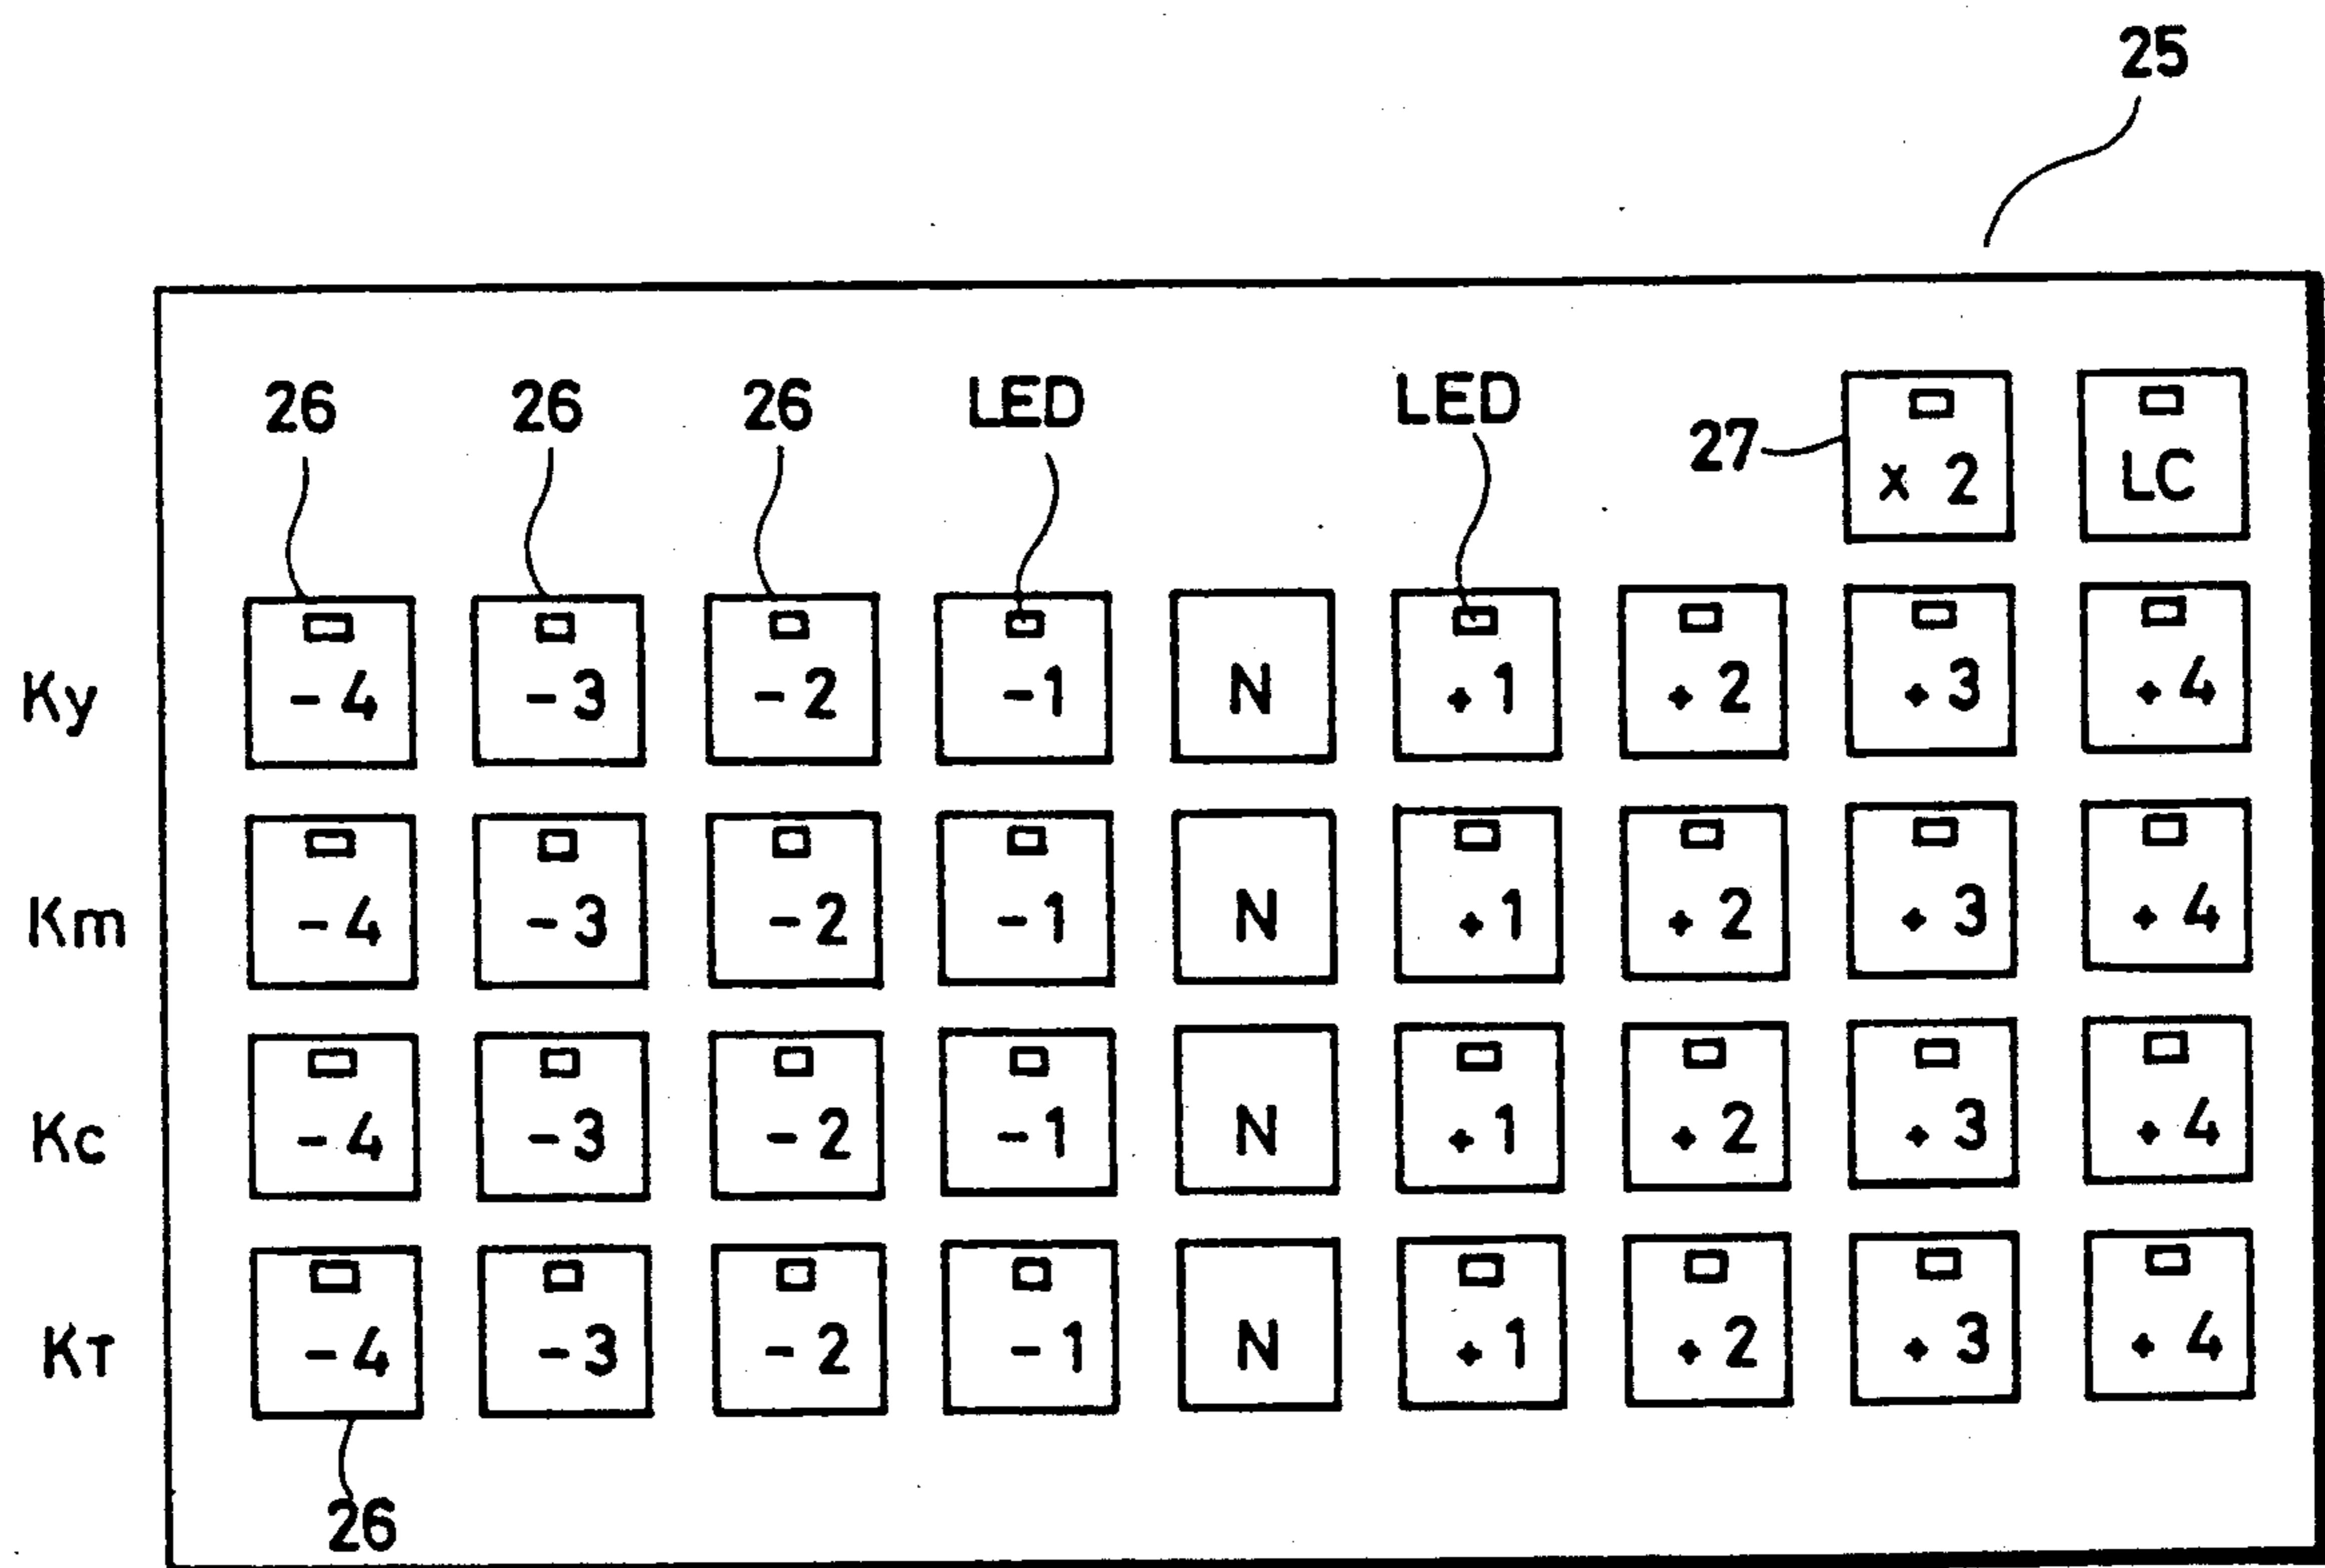 25
26 26 26 LED LED 27 × 2 LC
Ky -4 -3 -2 -1 N +1 +2 +3 +4
Km -4 -3 -2 -1 N +1 +2 +3 +4
Kc -4 -3 -2 -1 N +1 +2 +3 +4
KT -4 -3 -2 -1 N +1 +2 +3 +4
26